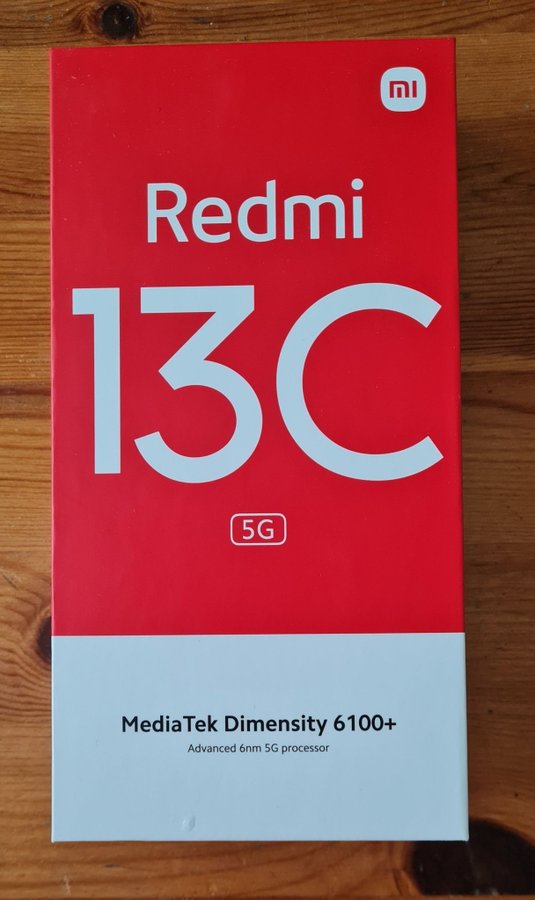 mi
Redmi
13C
5G
MediaTek Dimensity 6100+
Advanced 6nm 5G processor